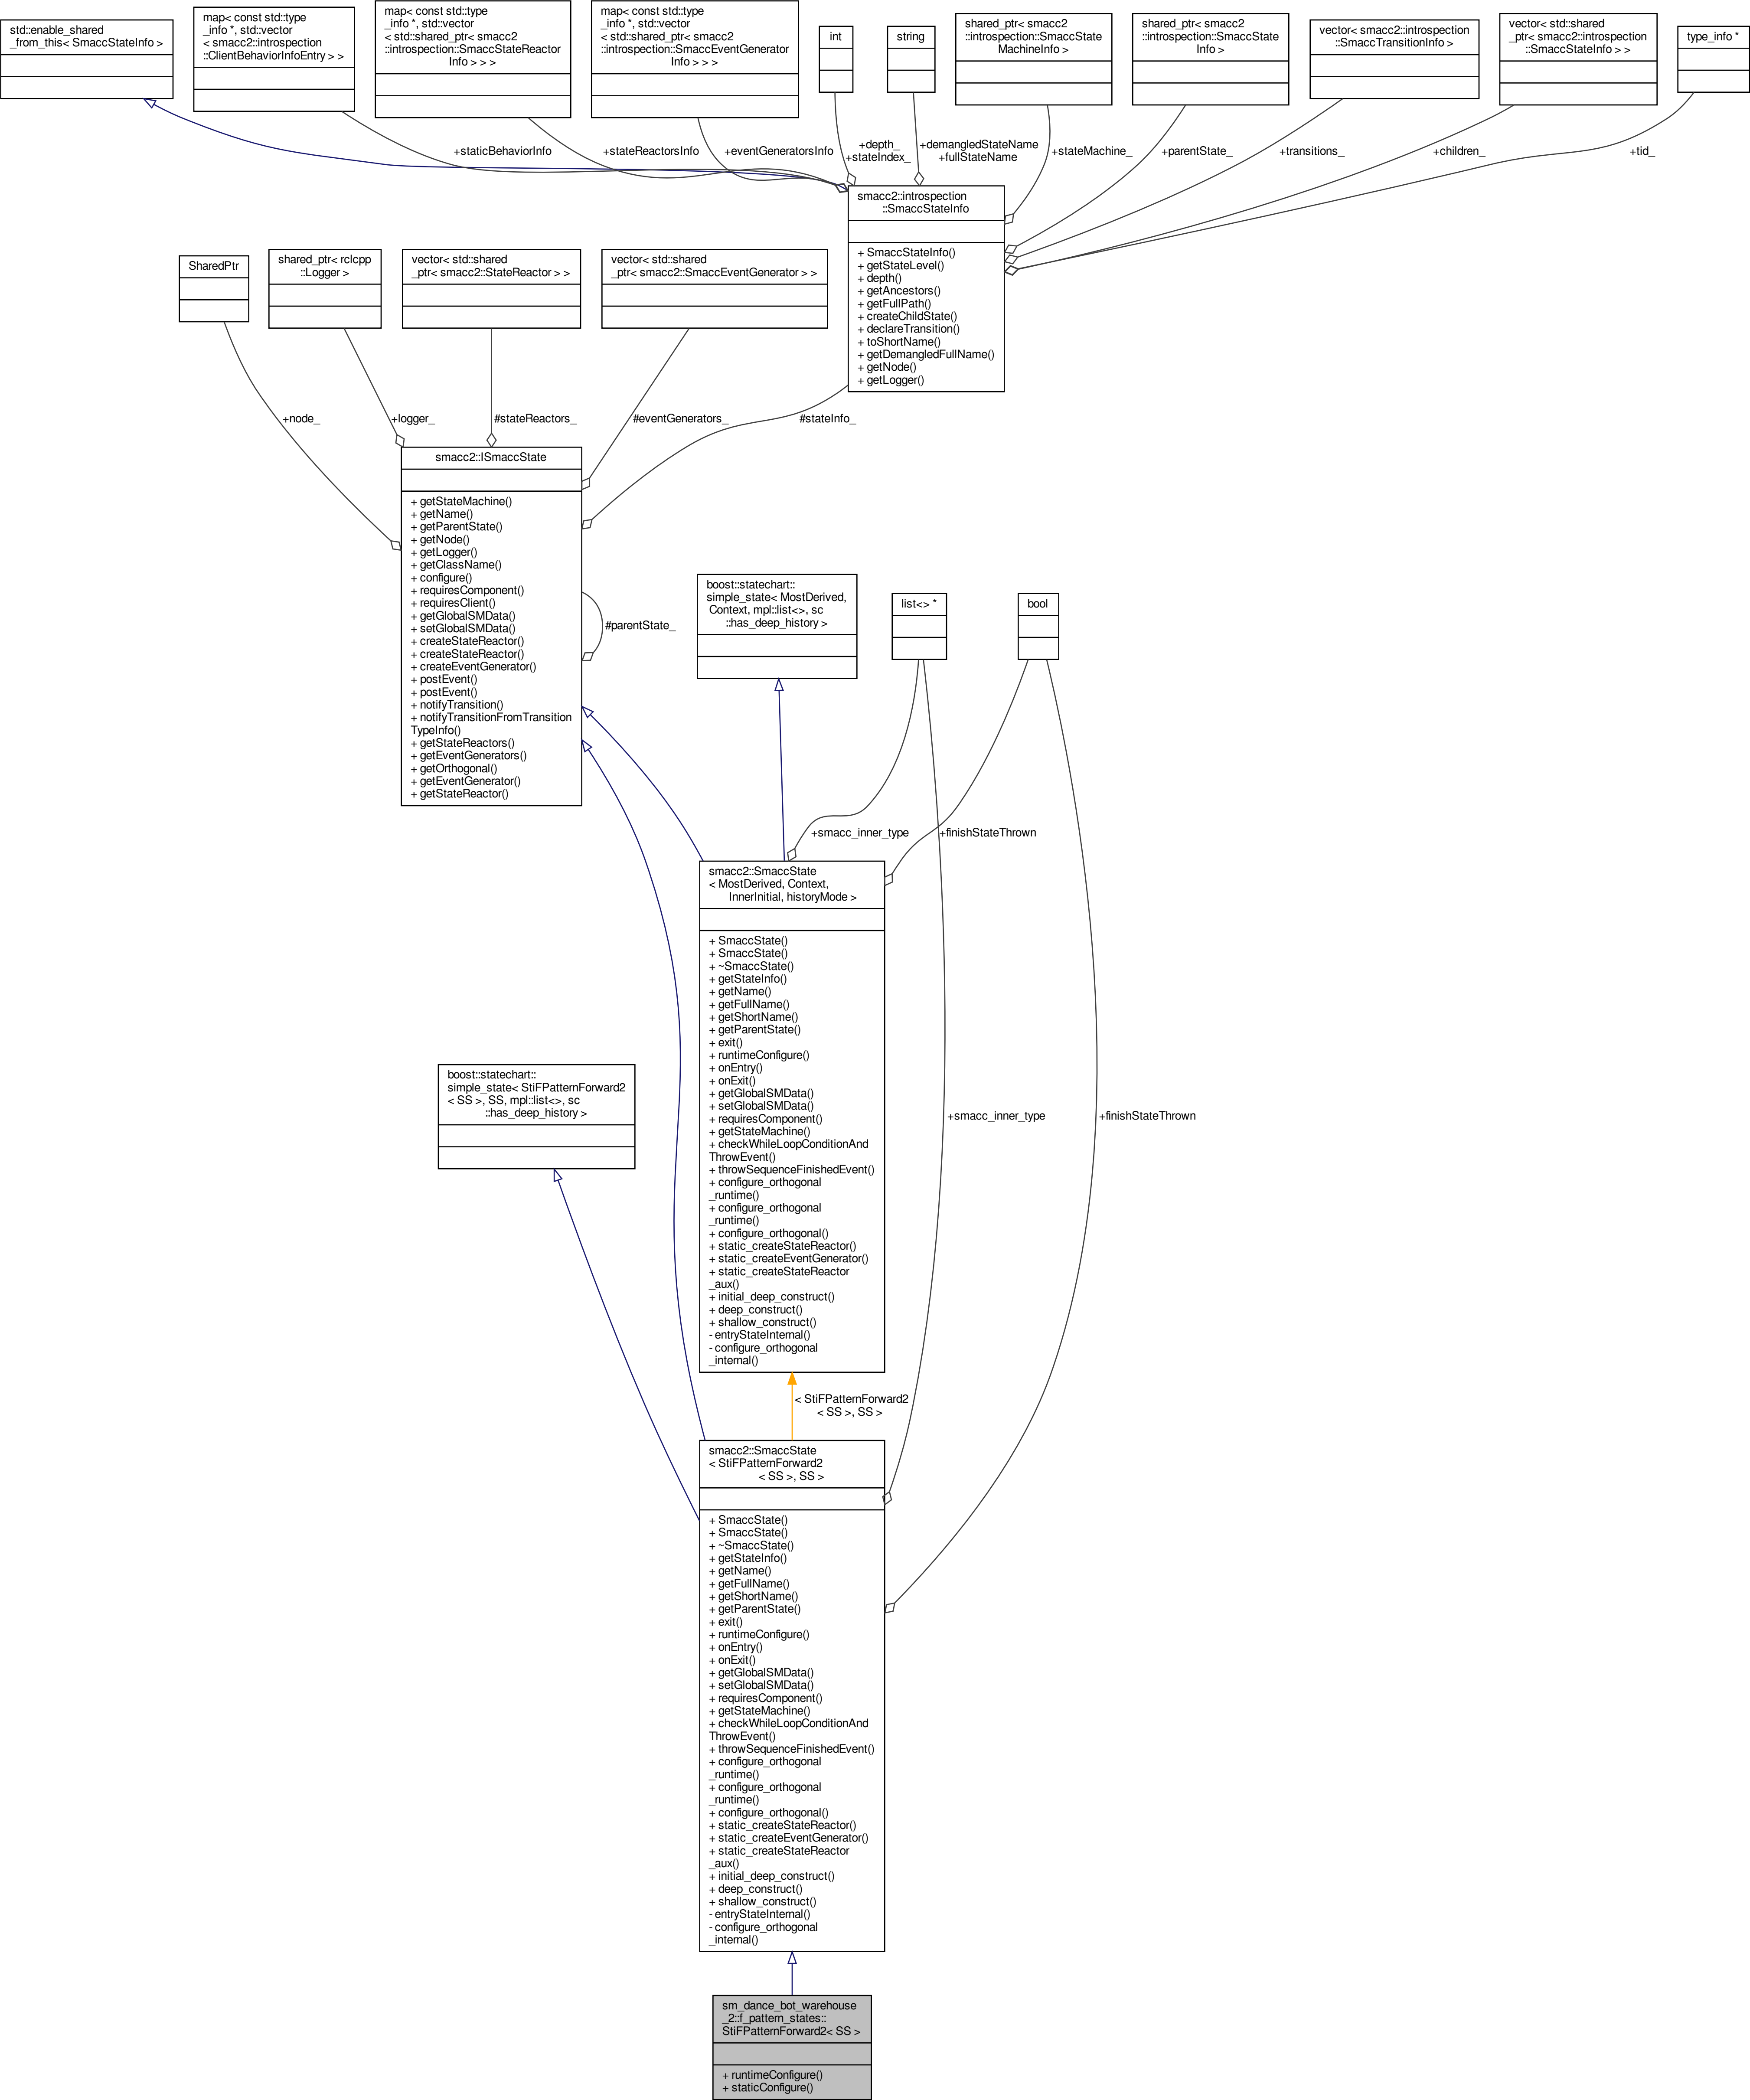 std::enable_shared
_from_this< SmaccStateInfo >
map< const std::type
_info *, std::vector
< smacc2::introspection
::ClientBehaviorInfoEntry > >
map< const std::type
_info *, std::vector
< std::shared_ptr< smacc2
::introspection::SmaccStateReactor
Info > > >
map< const std::type
_info *, std::vector
< std::shared_ptr< smacc2
::introspection::SmaccEventGenerator
Info > > >
int
string
shared_ptr< smacc2
::introspection::SmaccState
MachineInfo >
shared_ptr< smacc2
::introspection::SmaccState
Info >
vector< smacc2::introspection
::SmaccTransitionInfo >
vector< std::shared
_ptr< smacc2::introspection
::SmaccStateInfo > >
type_info *
+staticBehaviorInfo
+stateReactorsInfo
+eventGeneratorsInfo
+depth_
+stateIndex_
+demangledStateName
+fullStateName
+stateMachine_
+parentState_
+transitions_
+children_
+tid_
smacc2::introspection
::SmaccStateInfo
+ SmaccStateInfo()
+ getStateLevel()
+ depth()
+ getAncestors()
+ getFullPath()
+ createChildState()
+ declareTransition()
+ toShortName()
+ getDemangledFullName()
+ getNode()
+ getLogger()
SharedPtr
shared_ptr< rclcpp
::Logger >
vector< std::shared
_ptr< smacc2::StateReactor > >
vector< std::shared
_ptr< smacc2::SmaccEventGenerator > >
+node_
+logger_
#stateReactors_
#eventGenerators_
#stateInfo_
smacc2::ISmaccState
+ getStateMachine()
+ getName()
+ getParentState()
+ getNode()
+ getLogger()
+ getClassName()
+ configure()
+ requiresComponent()
+ requiresClient()
+ getGlobalSMData()
+ setGlobalSMData()
+ createStateReactor()
+ createStateReactor()
+ createEventGenerator()
+ postEvent()
+ postEvent()
+ notifyTransition()
+ notifyTransitionFromTransition
TypeInfo()
+ getStateReactors()
+ getEventGenerators()
+ getOrthogonal()
+ getEventGenerator()
+ getStateReactor()
#parentState_
boost::statechart::
simple_state< MostDerived,
Context, mpl::list<>, sc
::has_deep_history >
list<> *
bool
+smacc_inner_type
+finishStateThrown
smacc2::SmaccState
< MostDerived, Context,
InnerInitial, historyMode >
+ SmaccState()
+ SmaccState()
+ ~SmaccState()
+ getStateInfo()
+ getName()
+ getFullName()
+ getShortName()
+ getParentState()
+ exit()
+ runtimeConfigure()
+ onEntry()
+ onExit()
+ getGlobalSMData()
+ setGlobalSMData()
+ requiresComponent()
+ getStateMachine()
+ checkWhileLoopConditionAnd
ThrowEvent()
+ throwSequenceFinishedEvent()
+ configure_orthogonal
_runtime()
+ configure_orthogonal
_runtime()
+ configure_orthogonal()
+ static_createStateReactor()
+ static_createEventGenerator()
+ static_createStateReactor
_aux()
+ initial_deep_construct()
+ deep_construct()
+ shallow_construct()
- entryStateInternal()
- configure_orthogonal
_internal()
boost::statechart::
simple_state< StiFPatternForward2
< SS >, SS, mpl::list<>, sc
::has_deep_history >
+smacc_inner_type
+finishStateThrown
< StiFPatternForward2
< SS >, SS >
smacc2::SmaccState
< StiFPatternForward2
< SS >, SS >
+ SmaccState()
+ SmaccState()
+ ~SmaccState()
+ getStateInfo()
+ getName()
+ getFullName()
+ getShortName()
+ getParentState()
+ exit()
+ runtimeConfigure()
+ onEntry()
+ onExit()
+ getGlobalSMData()
+ setGlobalSMData()
+ requiresComponent()
+ getStateMachine()
+ checkWhileLoopConditionAnd
ThrowEvent()
+ throwSequenceFinishedEvent()
+ configure_orthogonal
_runtime()
+ configure_orthogonal
_runtime()
+ configure_orthogonal()
+ static_createStateReactor()
+ static_createEventGenerator()
+ static_createStateReactor
_aux()
+ initial_deep_construct()
+ deep_construct()
+ shallow_construct()
- entryStateInternal()
- configure_orthogonal
_internal()
sm_dance_bot_warehouse
_2::f_pattern_states::
StiFPatternForward2< SS >
+ runtimeConfigure()
+ staticConfigure()